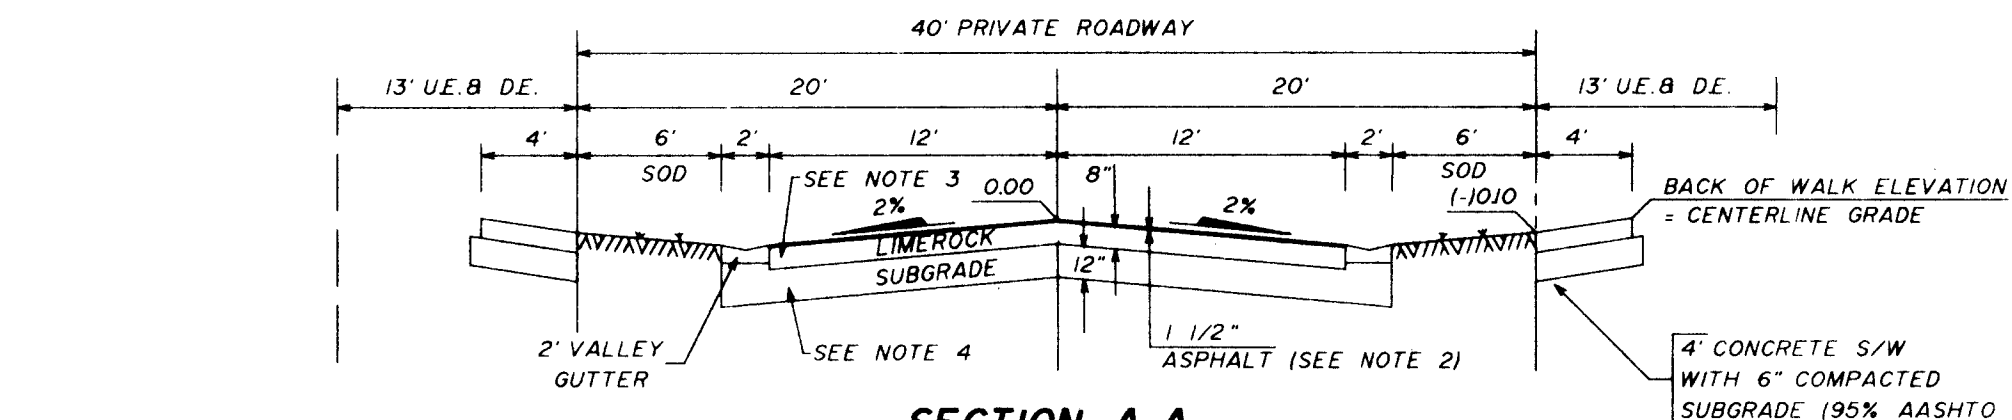 40' PRIVATE ROADWAY
13' U.E.& D.E. 20' 20' 13' U.E.& D.E.
4' 6' 2' 12' 12' 2' 6' 4'
SOD SEE NOTE 3 0.00 8" SOD
2% 2% (-)0.10
BACK OF WALK ELEVATION
= CENTERLINE GRADE
LIMEROCK
SUBGRADE 12"
2' VALLEY
GUTTER
SEE NOTE 4
1 1/2"
ASPHALT (SEE NOTE 2)
4' CONCRETE S/W
WITH 6" COMPACTED
SUBGRADE (95% AASHTO
SECTION A-A